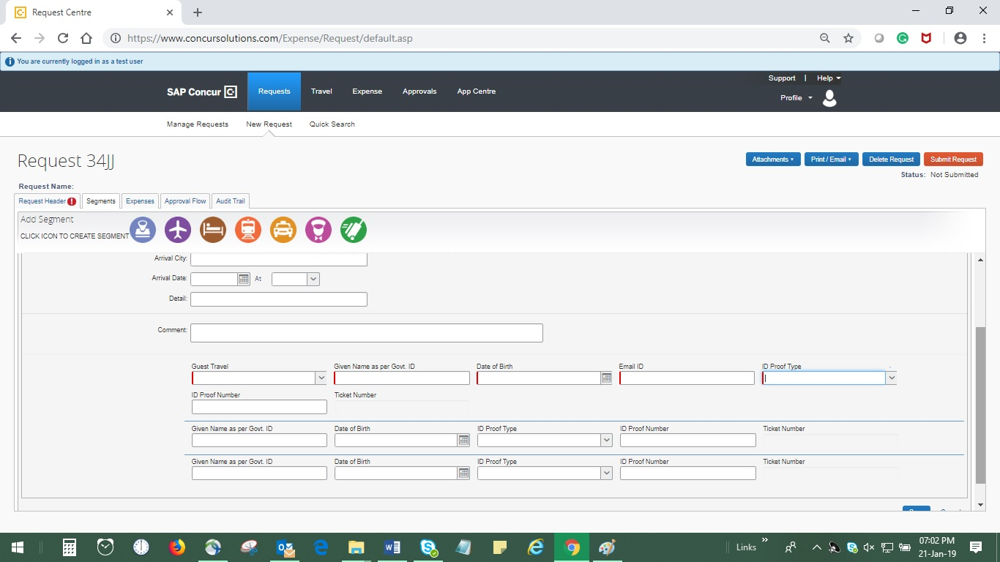 Request Centre
https://www.concursolutions.com/Expense/Request/default.asp
You are currently logged in as a test user
Support | Help
SAP Concur Requests Travel Expense Approvals App Centre
Profile
Manage Requests New Request Quick Search
Request 34JJ
Attachments Print / Email Delete Request Submit Request
Status: Not Submitted
Request Name:
Request Header Segments Expenses Approval Flow Audit Trail
Add Segment
CLICK ICON TO CREATE SEGMENT
Arrival City:
Arrival Date: At
Detail:
Comment:
Guest Travel Given Name as per Govt. ID Date of Birth Email ID ID Proof Type
ID Proof Number Ticket Number
Given Name as per Govt. ID Date of Birth ID Proof Type ID Proof Number Ticket Number
Given Name as per Govt. ID Date of Birth ID Proof Type ID Proof Number Ticket Number
Links
07:02 PM
21-Jan-19